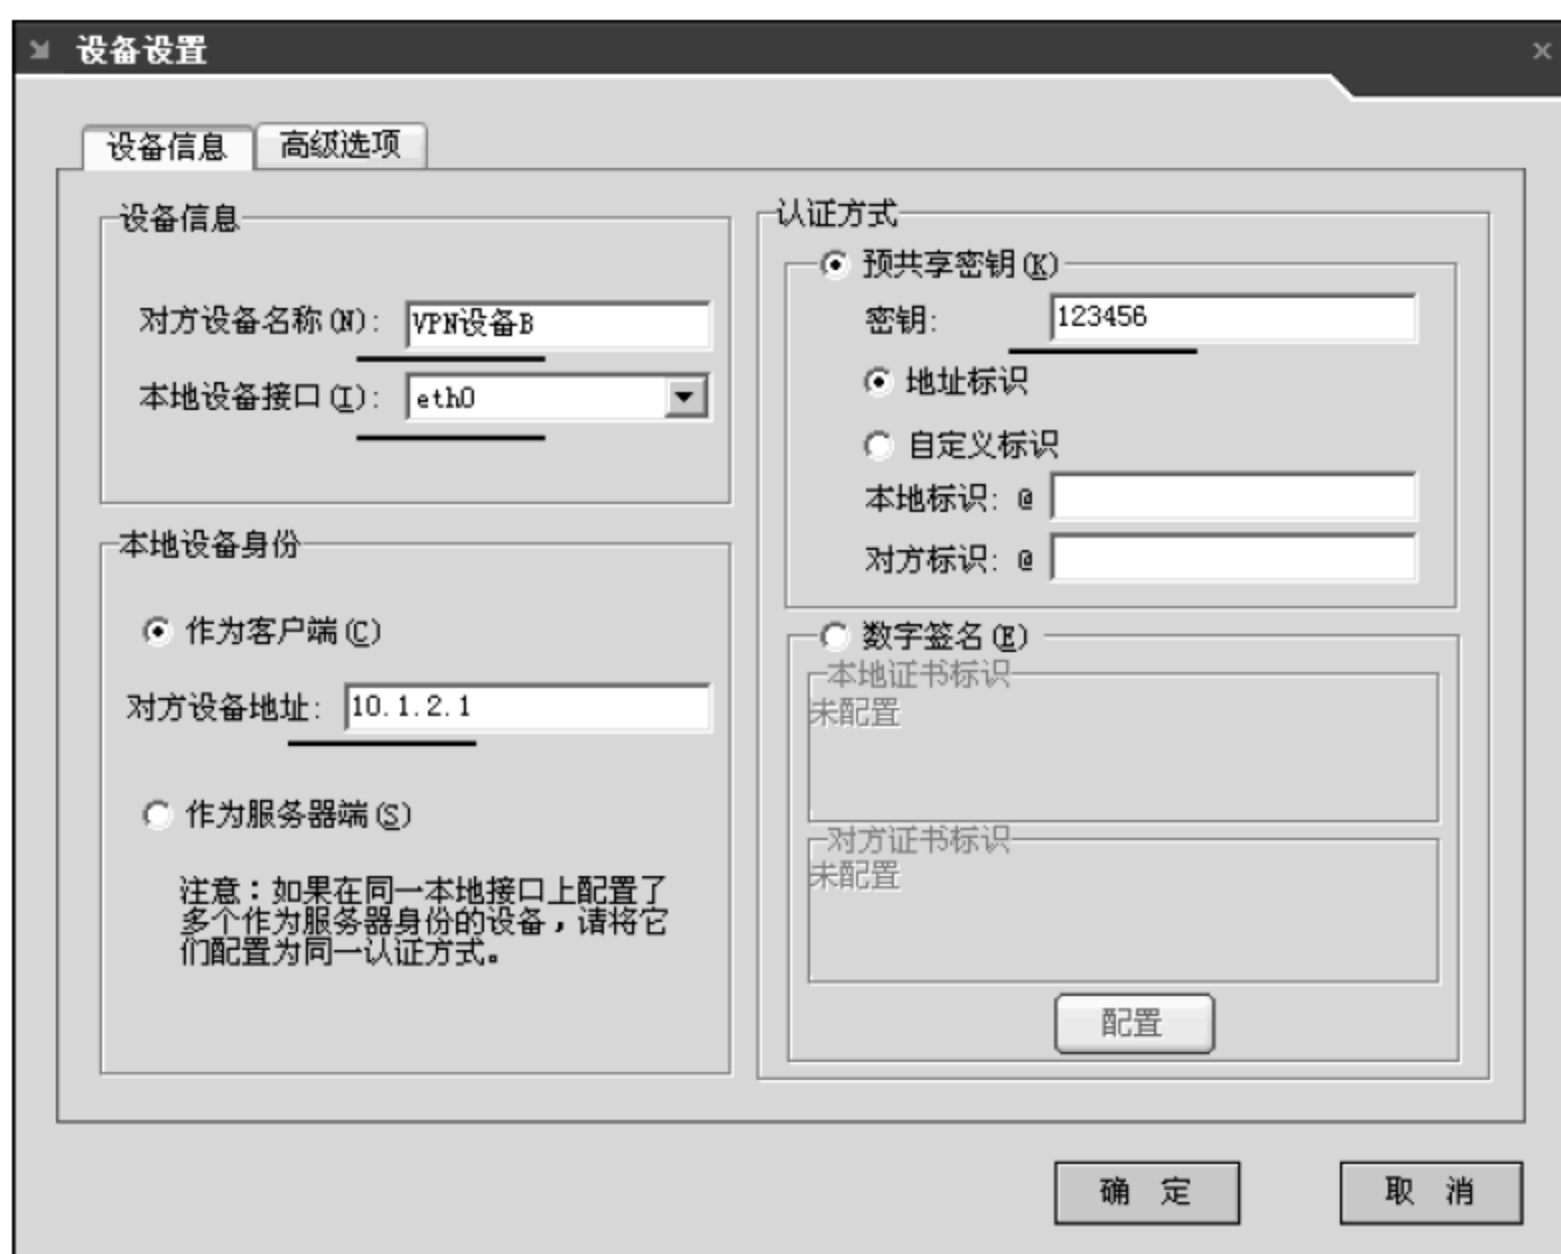 设备设置
设备信息
高级选项
设备信息
对方设备名称(N):
VPN设备B
本地设备接口(I):
eth0
本地设备身份
作为客户端(C)
对方设备地址:
10.1.2.1
作为服务器端(S)
注意：如果在同一本地接口上配置了
多个作为服务器身份的设备，请将它
们配置为同一认证方式。
认证方式
预共享密钥(K)
密钥:
123456
地址标识
自定义标识
本地标识: @
对方标识: @
数字签名(E)
本地证书标识
未配置
对方证书标识
未配置
配置
确 定
取 消